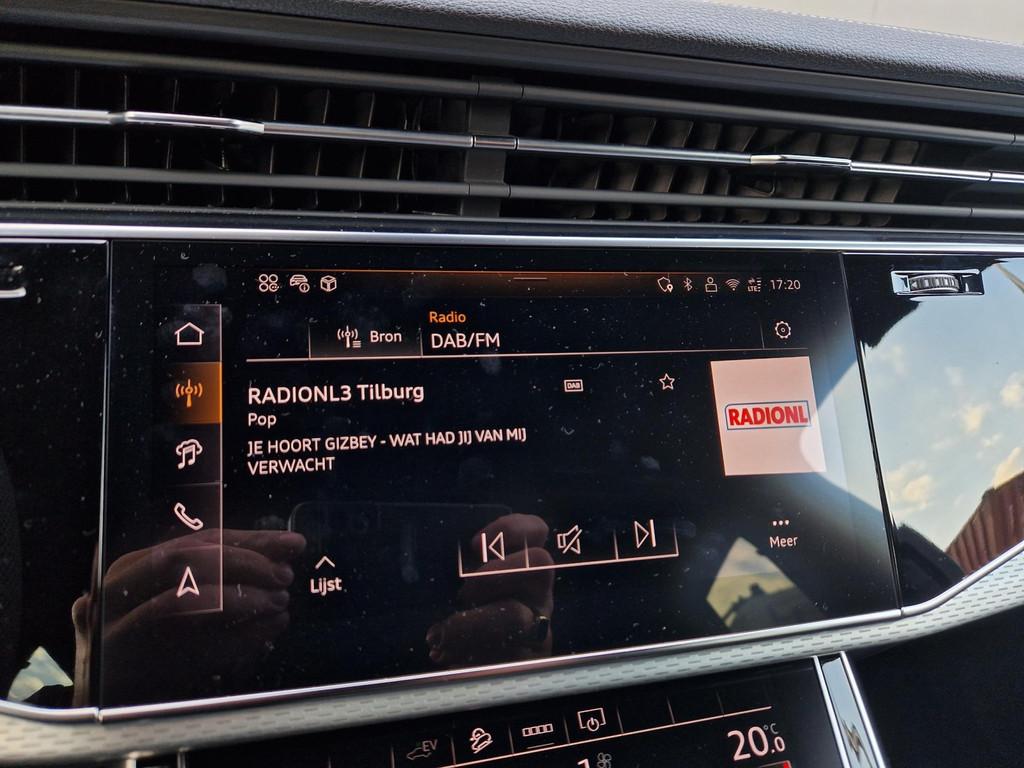 LTE
17:20
Bron
Radio
DAB/FM
RADIONL3 Tilburg
DAB
Pop
JE HOORT GIZBEY - WAT HAD JIJ VAN MIJ
VERWACHT
RADIONL
Lijst
Meer
EV
20.0 °C